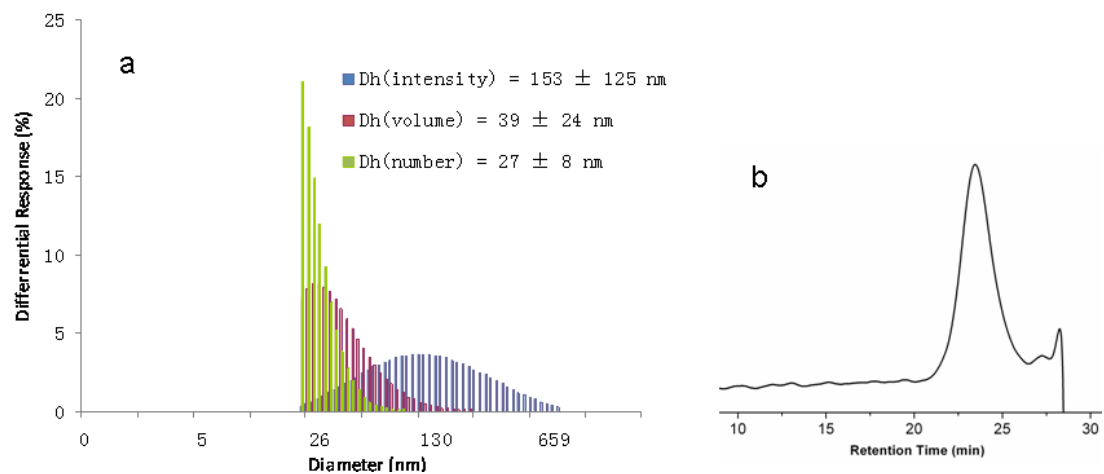 a
Dh(intensity) = 153 ± 125 nm
Dh(volume) = 39 ± 24 nm
Dh(number) = 27 ± 8 nm
Differrential Response (%)
25
20
15
10
5
0
0 5 26 130 659
Diameter (nm)
b
10 15 20 25 30
Retention Time (min)